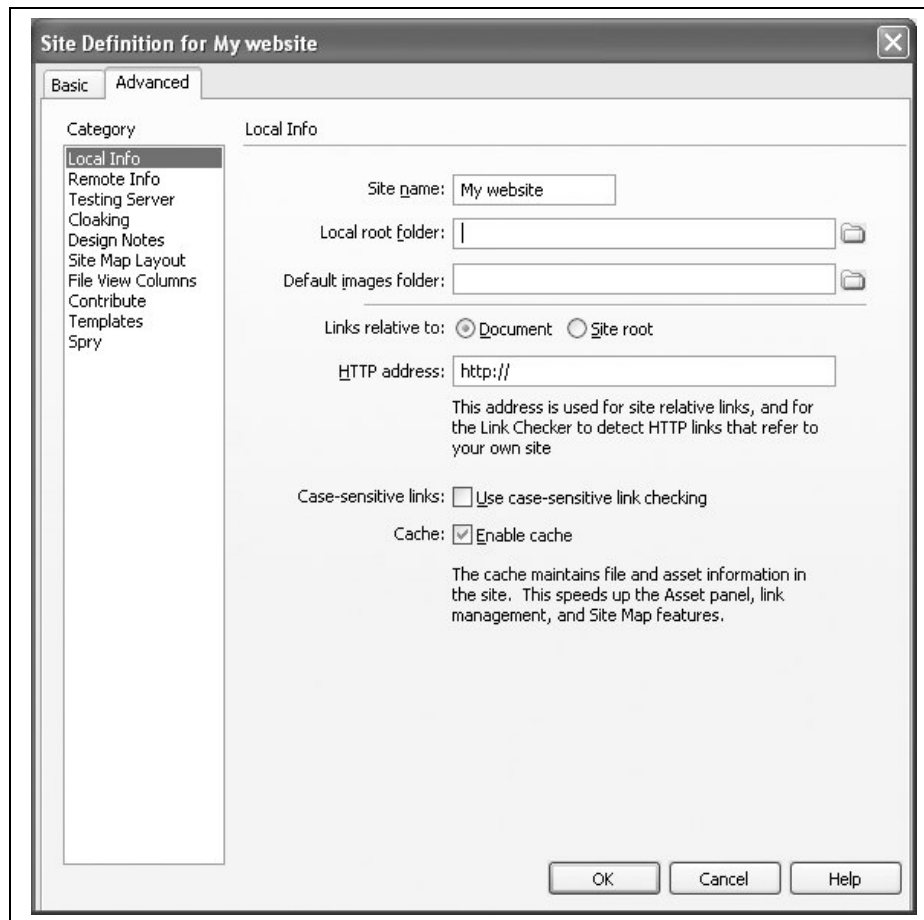 Site Definition for My website
Basic
Advanced
Category
Local Info
Remote Info
Testing Server
Cloaking
Design Notes
Site Map Layout
File View Columns
Contribute
Templates
Spry
Local Info
Site name: My website
Local root folder:
Default images folder:
Links relative to: Document Site root
HTTP address: http://
This address is used for site relative links, and for
the Link Checker to detect HTTP links that refer to
your own site
Case-sensitive links: Use case-sensitive link checking
Cache: Enable cache
The cache maintains file and asset information in
the site. This speeds up the Asset panel, link
management, and Site Map features.
OK Cancel Help